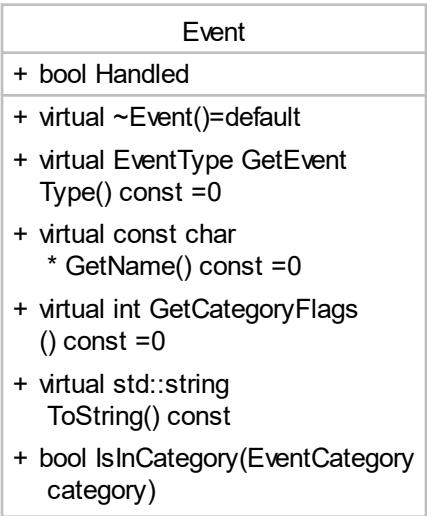 Event
+ bool Handled
+ virtual ~Event()=default
+ virtual EventType GetEvent
Type() const =0
+ virtual const char
* GetName() const =0
+ virtual int GetCategoryFlags
() const =0
+ virtual std::string
ToString() const
+ bool IsInCategory(EventCategory
category)